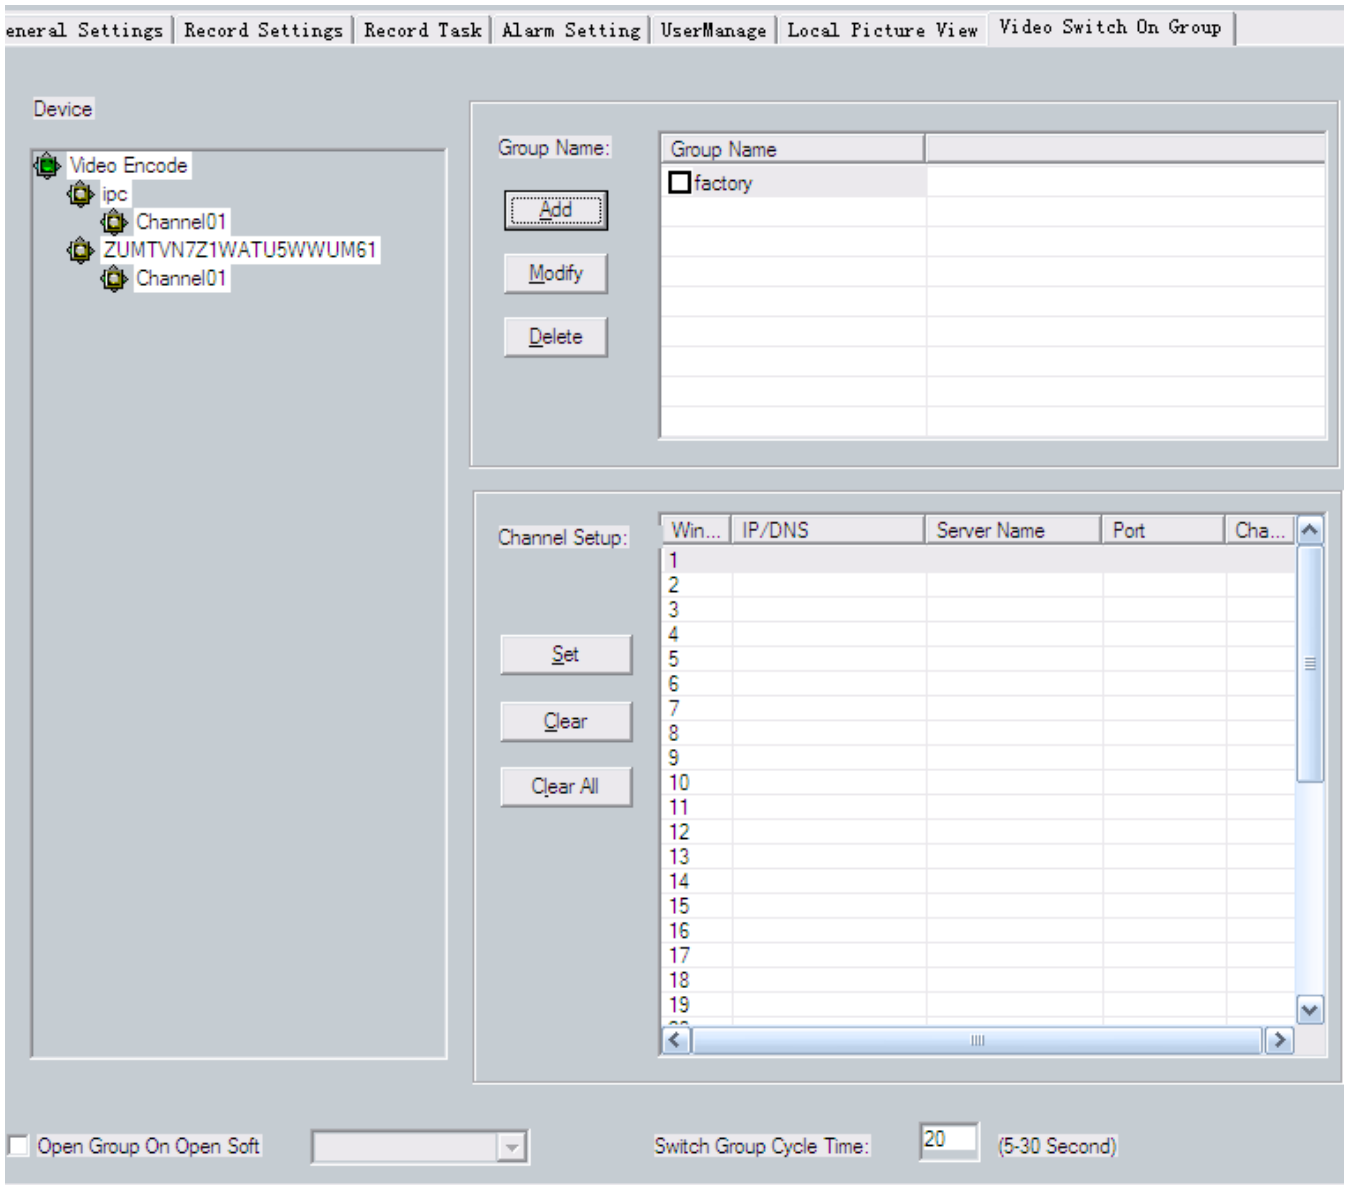 eneral Settings Record Settings Record Task Alarm Setting UserManage Local Picture View Video Switch On Group
Device
Video Encode
ipc
Channel01
ZUMTVN7Z1WATU5WWUM61
Channel01
Group Name:
Add
Modify
Delete
Group Name
factory
Channel Setup:
Set
Clear
Clear All
Win... IP/DNS Server Name Port Cha...
1
2
3
4
5
6
7
8
9
10
11
12
13
14
15
16
17
18
19
Open Group On Open Soft
Switch Group Cycle Time: 20 (5-30 Second)